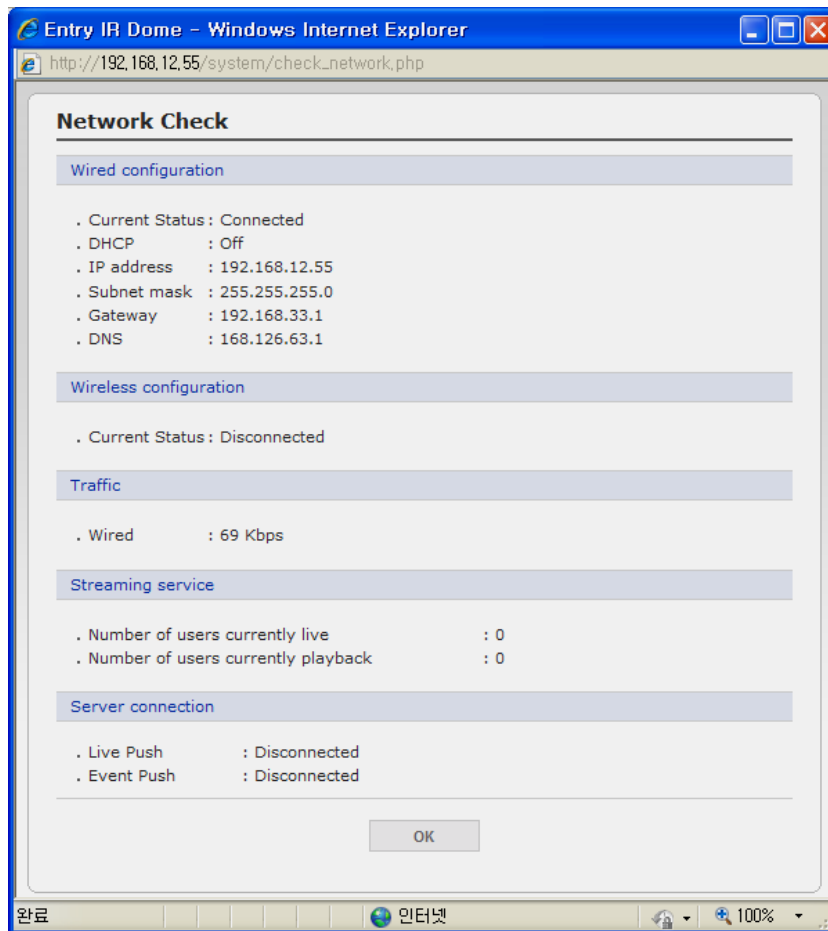 Entry IR Dome - Windows Internet Explorer
http://192.168.12.55/system/check_network.php
Network Check
Wired configuration
. Current Status : Connected
. DHCP : Off
. IP address : 192.168.12.55
. Subnet mask : 255.255.255.0
. Gateway : 192.168.33.1
. DNS : 168.126.63.1
Wireless configuration
. Current Status : Disconnected
Traffic
. Wired : 69 Kbps
Streaming service
. Number of users currently live : 0
. Number of users currently playback : 0
Server connection
. Live Push : Disconnected
. Event Push : Disconnected
OK
완료 인터넷 100%